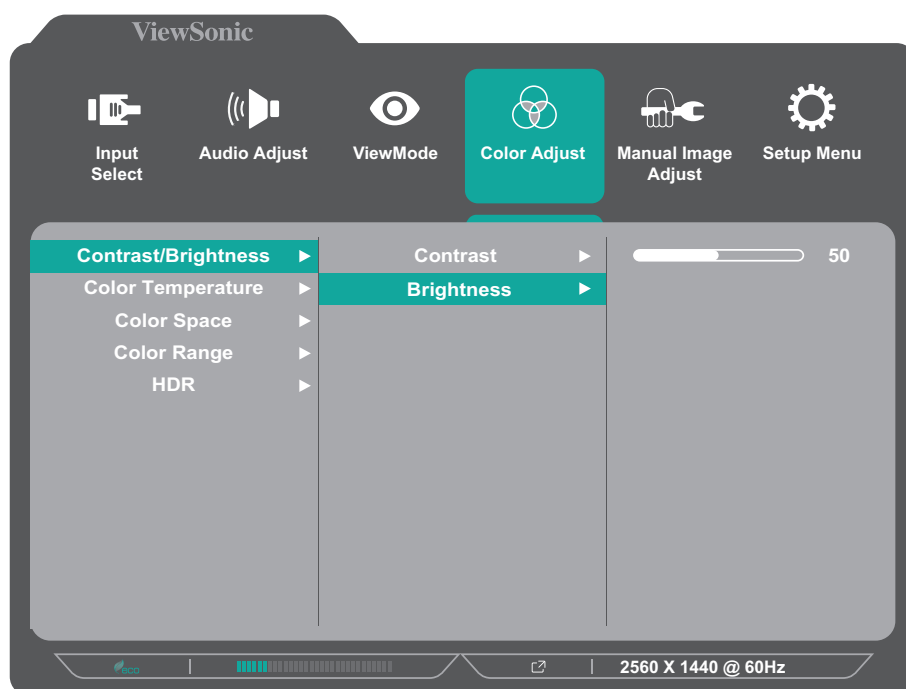 ViewSonic
Input
Select
Audio Adjust
ViewMode
Color Adjust
Manual Image
Adjust
Setup Menu
Contrast/Brightness
Color Temperature
Color Space
Color Range
HDR
Contrast
Brightness
50
eco
2560 X 1440 @ 60Hz